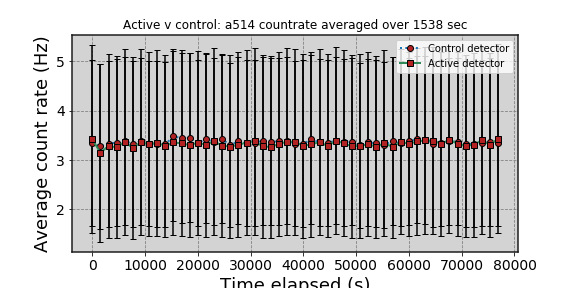 Active v control: a514 countrate averaged over 1538 sec
Control detector
Active detector
Average count rate (Hz)
5
4
3
2
0 10000 20000 30000 40000 50000 60000 70000 80000
Time elapsed (s)